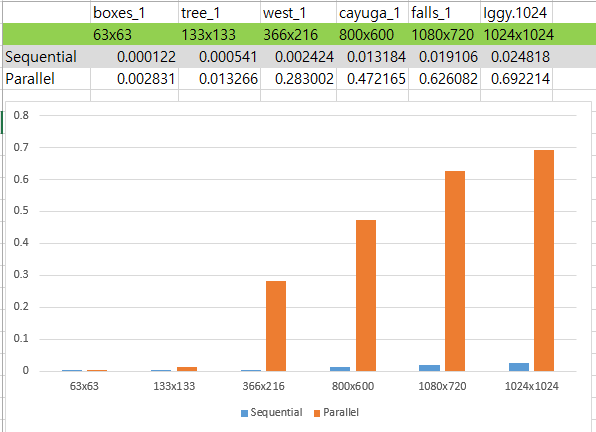 boxes_1 tree_1 west_1 cayuga_1 falls_1 Iggy.1024
63x63 133x133 366x216 800x600 1080x720 1024x1024
Sequential 0.000122 0.000541 0.002424 0.013184 0.019106 0.024818
Parallel 0.002831 0.013266 0.283002 0.472165 0.626082 0.692214
0.8
0.7
0.6
0.5
0.4
0.3
0.2
0.1
0
63x63 133x133 366x216 800x600 1080x720 1024x1024
Sequential Parallel